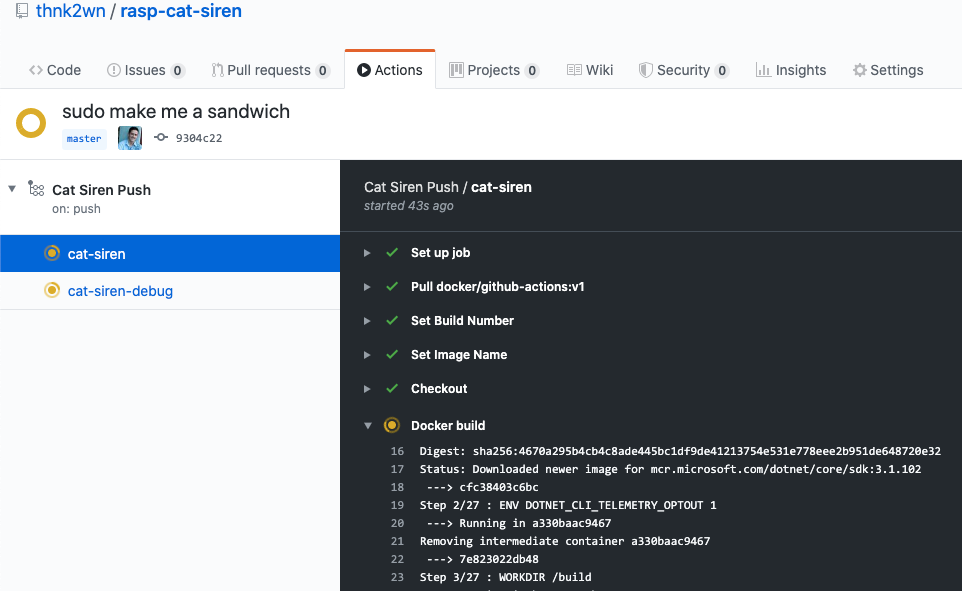 thnk2wn / rasp-cat-siren
Code Issues 0 Pull requests 0 Actions Projects 0 Wiki Security 0 Insights Settings
sudo make me a sandwich
master 9304c22
Cat Siren Push
on: push
cat-siren
cat-siren-debug
Cat Siren Push / cat-siren
started 43s ago
Set up job
Pull docker/github-actions:v1
Set Build Number
Set Image Name
Checkout
Docker build
16 Digest: sha256:4670a295b4cb4c8ade445bc1df9de41213754e531e778eee2b951de648720e32
17 Status: Downloaded newer image for mcr.microsoft.com/dotnet/core/sdk:3.1.102
18 ---> cfc38403c6bc
19 Step 2/27 : ENV DOTNET_CLI_TELEMETRY_OPTOUT 1
20 ---> Running in a330baac9467
21 Removing intermediate container a330baac9467
22 ---> 7e823022db48
23 Step 3/27 : WORKDIR /build